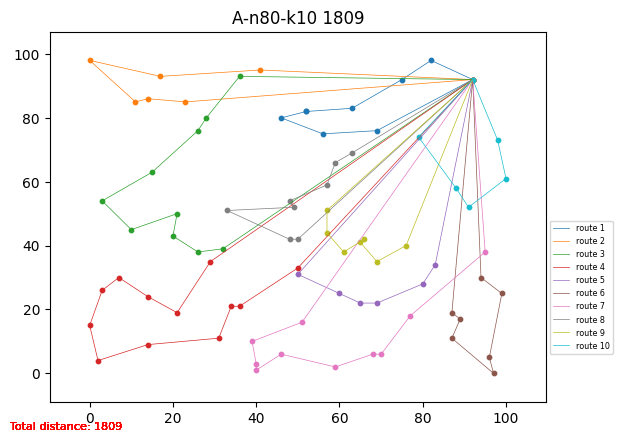 A-n80-k10 1809
100
80
60
40
20
0
0 20 40 60 80 100
route 1
route 2
route 3
route 4
route 5
route 6
route 7
route 8
route 9
route 10
Total distance: 1809